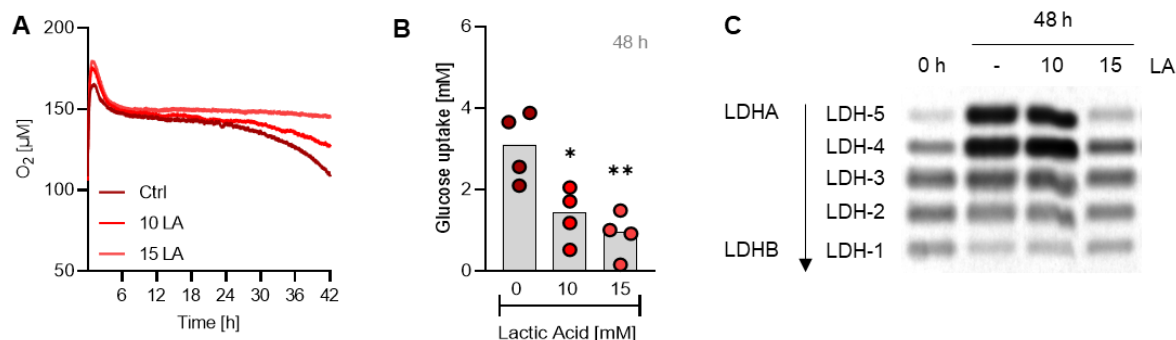 A
200
150
100
50
O2 [µM]
Ctrl
10 LA
15 LA
6 12 18 24 30 36 42
Time [h]
B
48 h
6
4
2
0
Glucose uptake [mM]
*
**
0 10 15
Lactic Acid [mM]
C
48 h
0 h - 10 15 LA
LDHA LDH-5
LDH-4
LDH-3
LDH-2
LDHB LDH-1